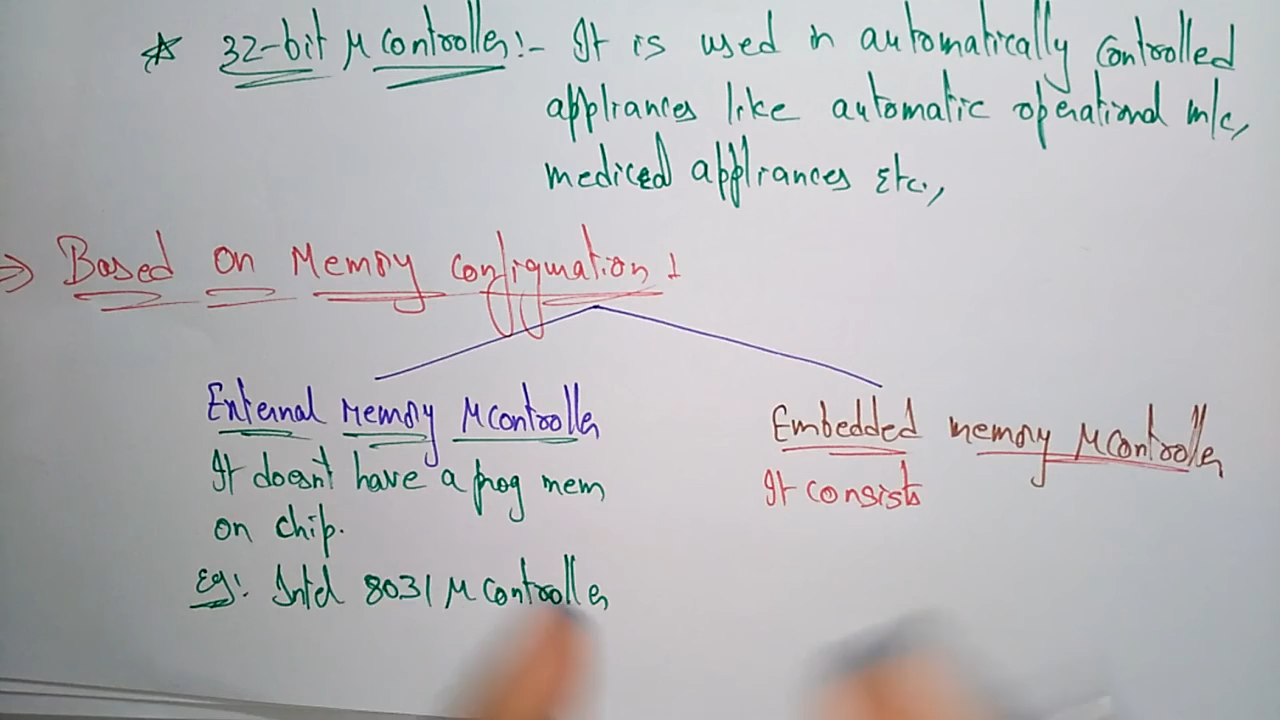 ☆ 32-bit μ controller:- It is used in automatically controlled
appliances like automatic operational m/c,
mediced appliances Etc.,
⇒ Based on Memory configuration :
External Memory μcontroller
It doesn't have a prog mem
on chip.
Eg: Intel 8031 μ controller
Embedded memory μcontroller
It consists